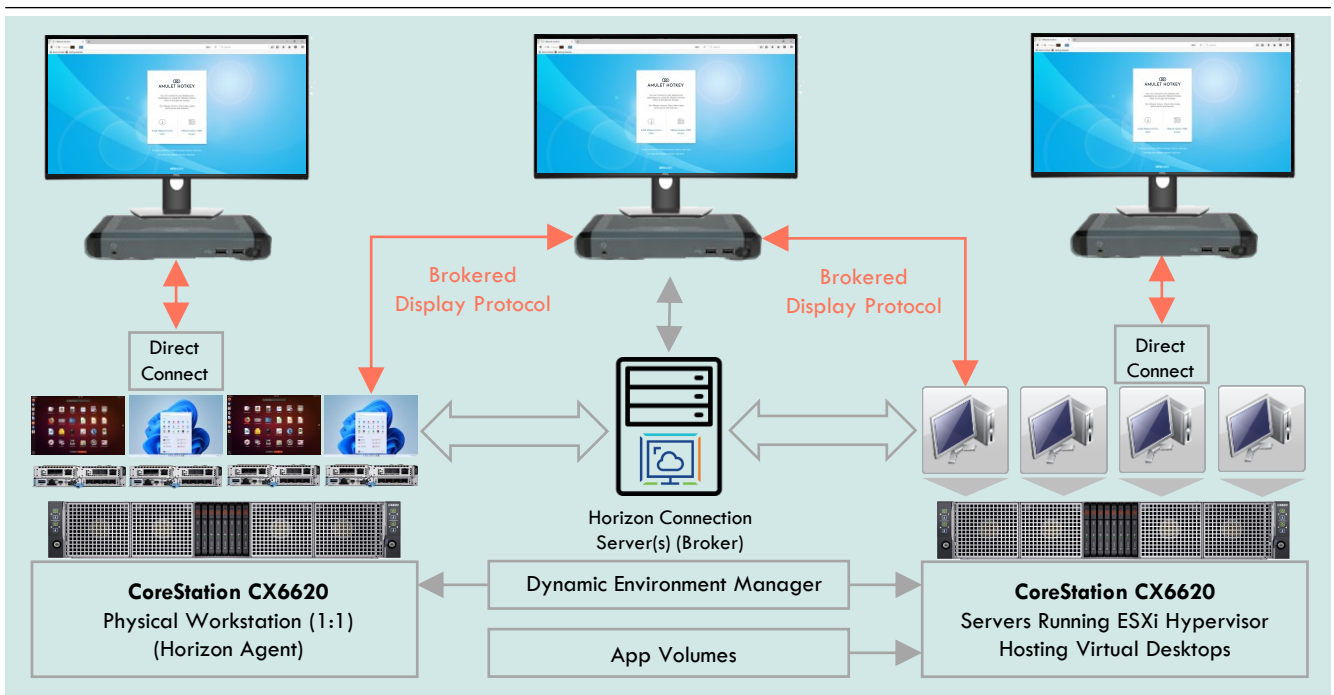 AMULET HOTKEY
AMULET HOTKEY
AMULET HOTKEY
Brokered
Display Protocol
Brokered
Display Protocol
Direct
Connect
Direct
Connect
Horizon Connection
Server(s) (Broker)
CoreStation CX6620
Physical Workstation (1:1)
(Horizon Agent)
Dynamic Environment Manager
App Volumes
CoreStation CX6620
Servers Running ESXi Hypervisor
Hosting Virtual Desktops